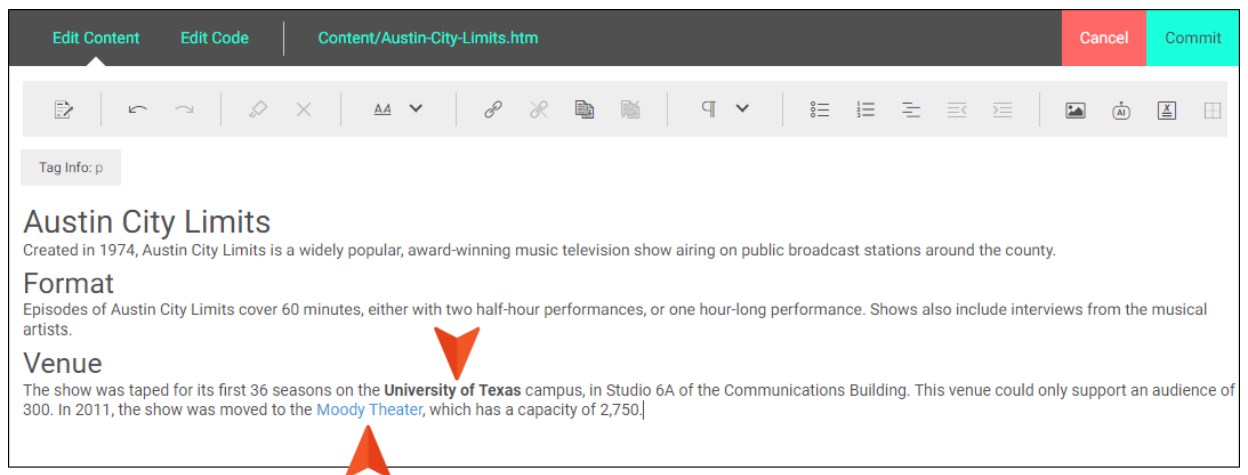 Edit Content Edit Code Content/Austin-City-Limits.htm Cancel Commit
AA AI X
Tag Info: p
Austin City Limits
Created in 1974, Austin City Limits is a widely popular, award-winning music television show airing on public broadcast stations around the county.
Format
Episodes of Austin City Limits cover 60 minutes, either with two half-hour performances, or one hour-long performance. Shows also include interviews from the musical
artists.
Venue
The show was taped for its first 36 seasons on the University of Texas campus, in Studio 6A of the Communications Building. This venue could only support an audience of
300. In 2011, the show was moved to the Moody Theater, which has a capacity of 2,750.